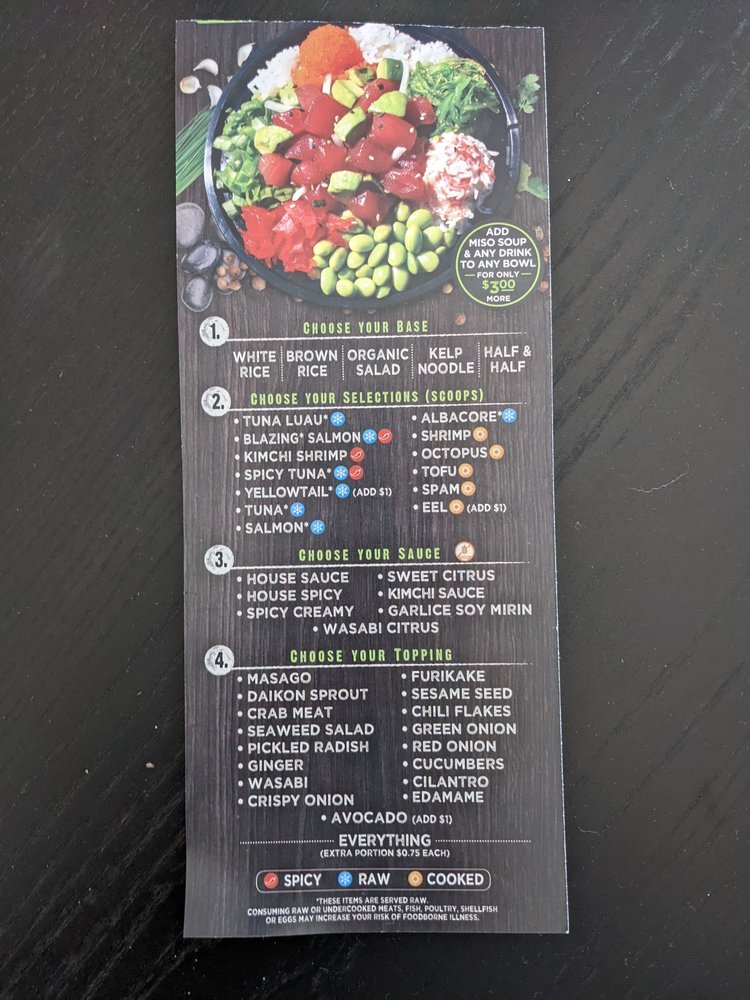 ADD
MISO SOUP
& ANY DRINK
TO ANY BOWL
FOR ONLY
$3.00
MORE
1. CHOOSE YOUR BASE
WHITE RICE
BROWN RICE
ORGANIC SALAD
KELP NOODLE
HALF & HALF
2. CHOOSE YOUR SELECTIONS (SCOOPS)
• TUNA LUAU*
• BLAZING* SALMON
• KIMCHI SHRIMP
• SPICY TUNA*
• YELLOWTAIL* (ADD $1)
• TUNA*
• SALMON*
• ALBACORE*
• SHRIMP
• OCTOPUS
• TOFU
• SPAM
• EEL (ADD $1)
3. CHOOSE YOUR SAUCE
• HOUSE SAUCE
• HOUSE SPICY
• SPICY CREAMY
• SWEET CITRUS
• KIMCHI SAUCE
• GARLICE SOY MIRIN
• WASABI CITRUS
4. CHOOSE YOUR TOPPING
• MASAGO
• DAIKON SPROUT
• CRAB MEAT
• SEAWEED SALAD
• PICKLED RADISH
• GINGER
• WASABI
• CRISPY ONION
• FURIKAKE
• SESAME SEED
• CHILI FLAKES
• GREEN ONION
• RED ONION
• CUCUMBERS
• CILANTRO
• EDAMAME
• AVOCADO (ADD $1)
EVERYTHING
(EXTRA PORTION $0.75 EACH)
SPICY RAW COOKED
*THESE ITEMS ARE SERVED RAW.
CONSUMING RAW OR UNDERCOOKED MEATS, FISH, POULTRY, SHELLFISH
OR EGGS MAY INCREASE YOUR RISK OF FOODBORNE ILLNESS.